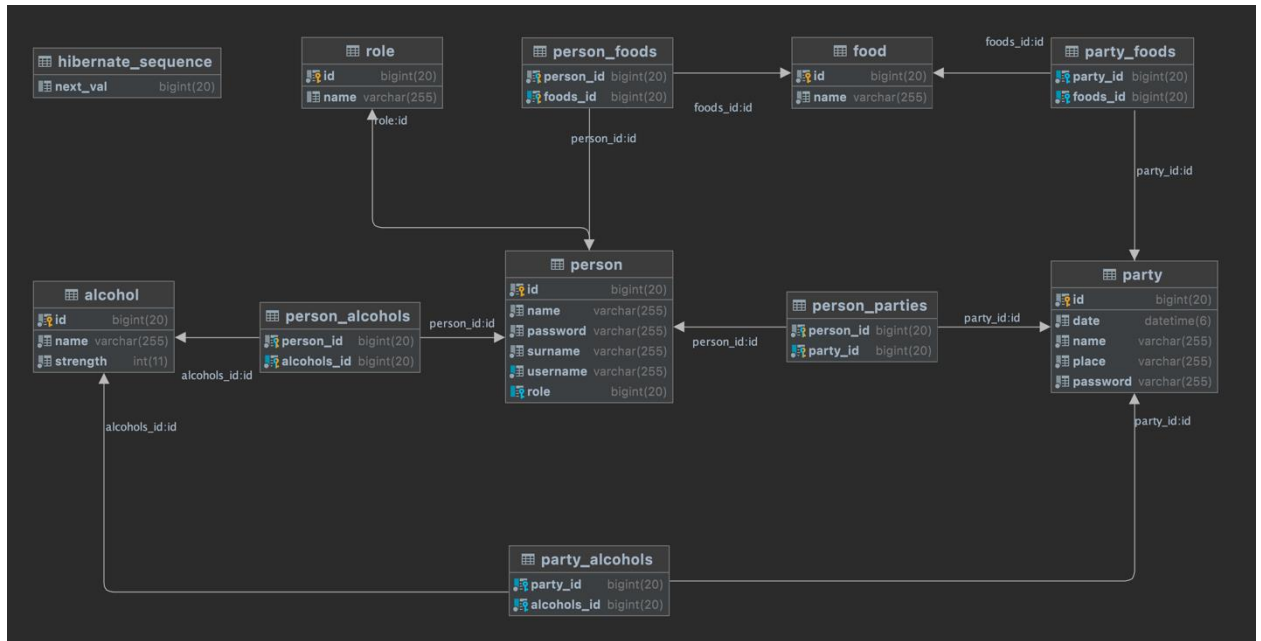 hibernate_sequence
next_val bigint(20)
role
id bigint(20)
name varchar(255)
role:id
person_foods
person_id bigint(20)
foods_id bigint(20)
foods_id:id
person_id:id
food
id bigint(20)
name varchar(255)
foods_id:id
party_foods
party_id bigint(20)
foods_id bigint(20)
party_id:id
alcohol
id bigint(20)
name varchar(255)
strength int(11)
alcohols_id:id
person_alcohols
person_id bigint(20)
alcohols_id bigint(20)
person_id:id
person
id bigint(20)
name varchar(255)
password varchar(255)
surname varchar(255)
username varchar(255)
role bigint(20)
person_id:id
person_parties
person_id bigint(20)
party_id bigint(20)
party_id:id
party
id bigint(20)
date datetime(6)
name varchar(255)
place varchar(255)
password varchar(255)
alcohols_id:id
party_id:id
party_alcohols
party_id bigint(20)
alcohols_id bigint(20)